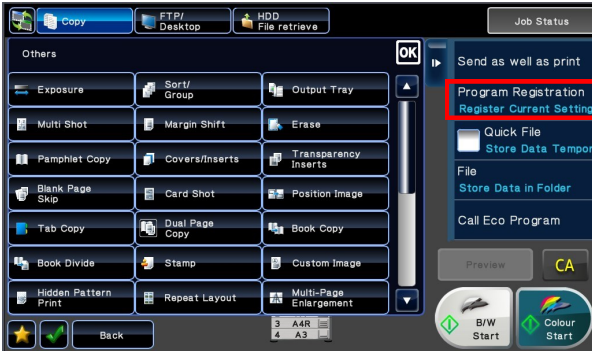 Copy
FTP/
Desktop
HDD
File retrieve
Job Status
Others
OK
Exposure
Sort/
Group
Output Tray
Multi Shot
Margin Shift
Erase
Pamphlet Copy
Covers/Inserts
Transparency
Inserts
Blank Page
Skip
Card Shot
Position Image
Tab Copy
Dual Page
Copy
Book Copy
Book Divide
Stamp
Custom Image
Hidden Pattern
Print
Repeat Layout
Multi-Page
Enlargement
Back
3 A4R
4 A3
Send as well as print
Program Registration
Register Current Setting
Quick File
Store Data Tempor
File
Store Data in Folder
Call Eco Program
Preview
CA
B/W
Start
Colour
Start